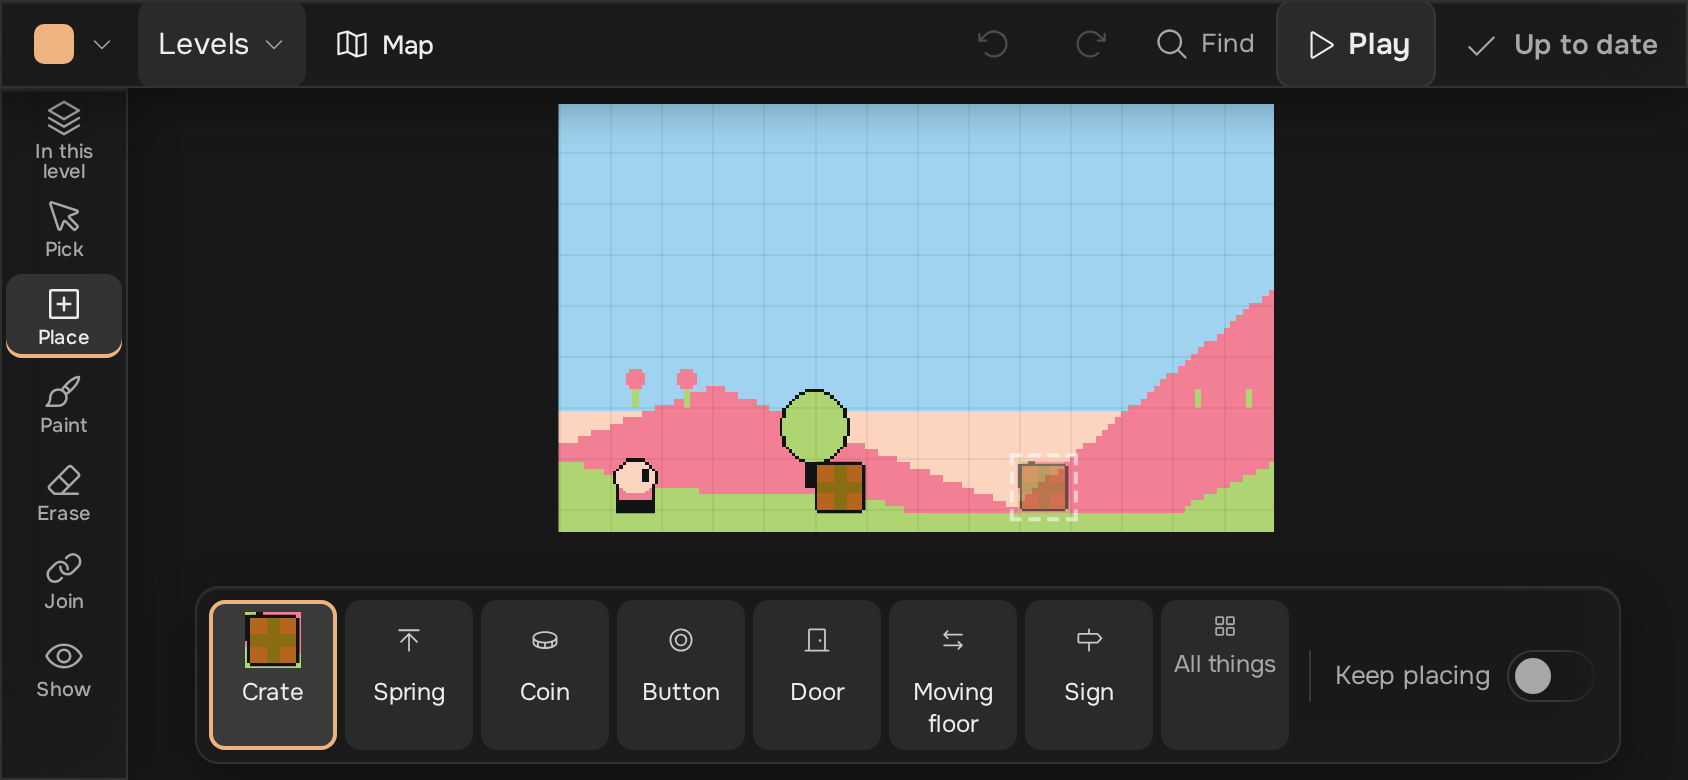 Levels
Map
Find
Play
Up to date
In this
level
Pick
Place
Paint
Erase
Join
Show
Crate
Spring
Coin
Button
Door
Moving
floor
Sign
All things
Keep placing